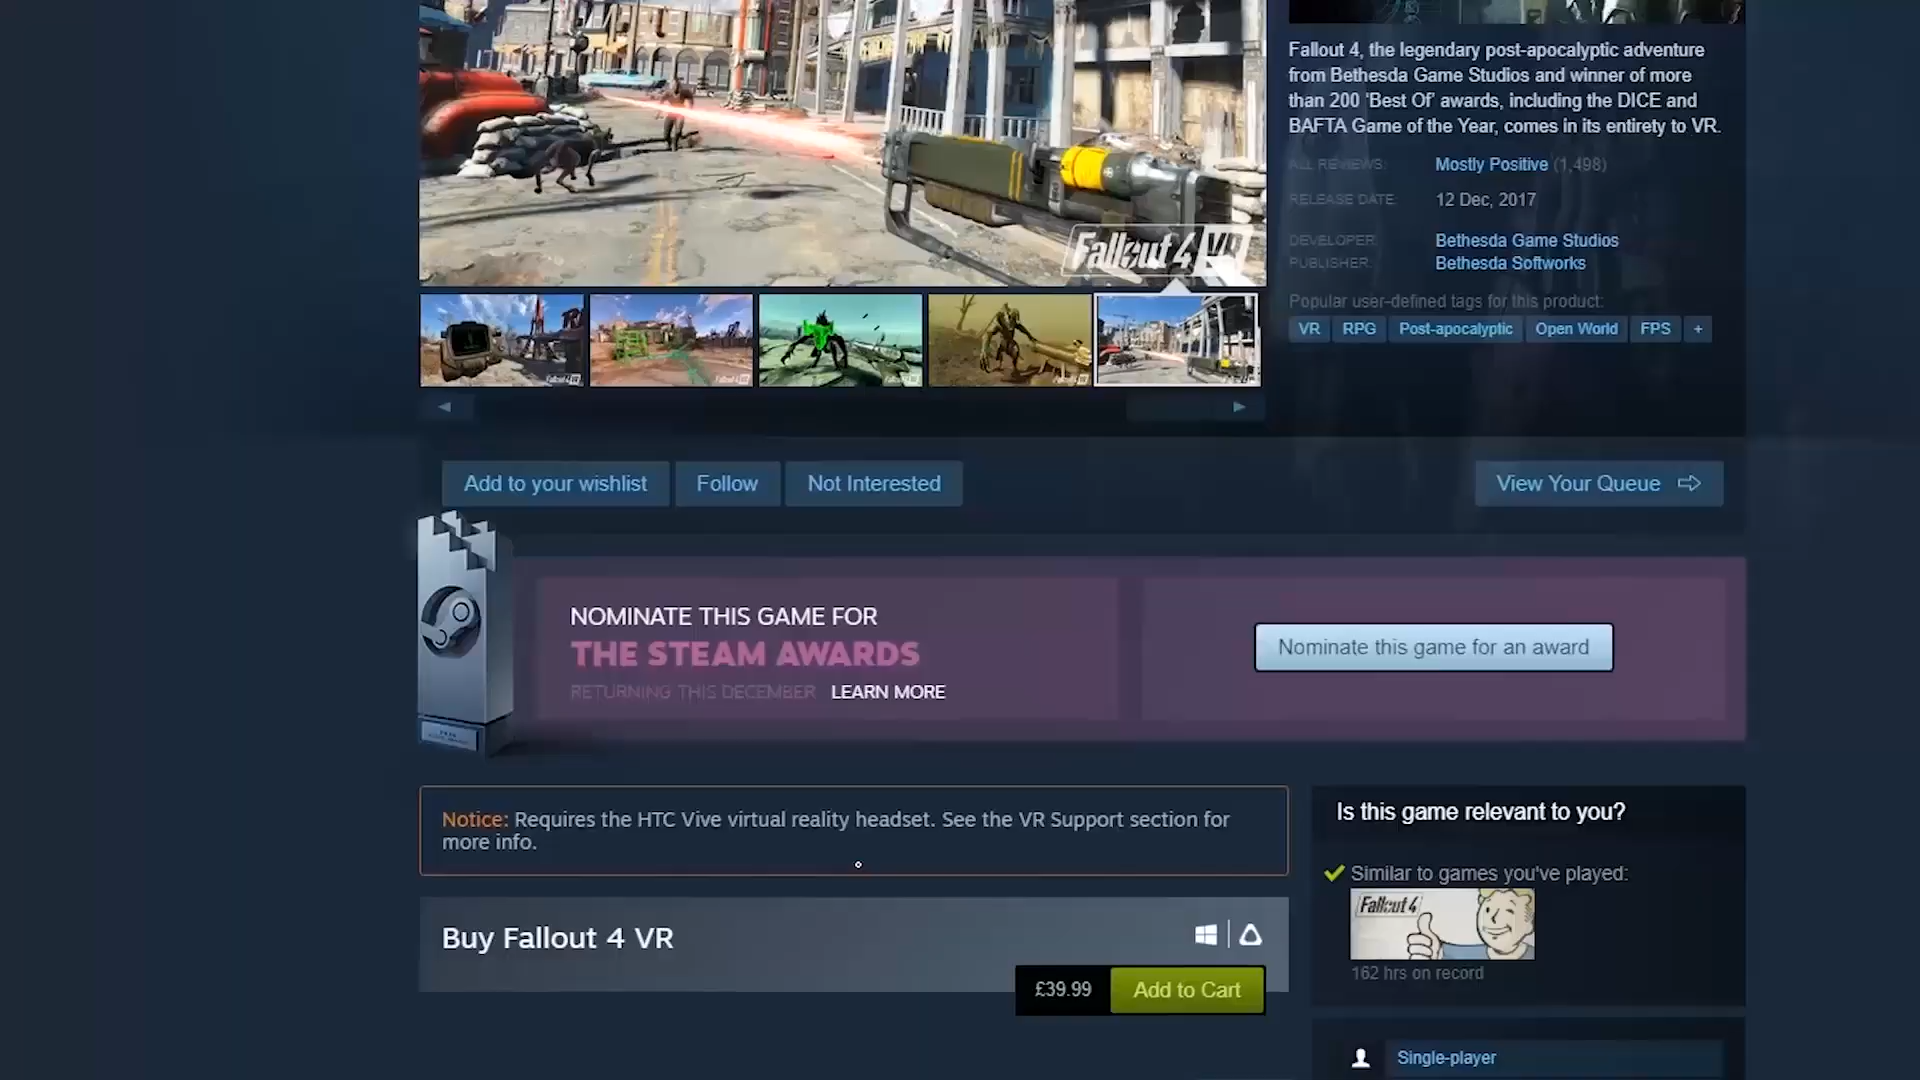 Fallout 4, the legendary post-apocalyptic adventure
from Bethesda Game Studios and winner of more
than 200 'Best Of' awards, including the DICE and
BAFTA Game of the Year, comes in its entirety to VR.
ALL REVIEWS: Mostly Positive (1,498)
RELEASE DATE: 12 Dec, 2017
DEVELOPER: Bethesda Game Studios
PUBLISHER: Bethesda Softworks
Popular user-defined tags for this product:
VR RPG Post-apocalyptic Open World FPS +
Fallout 4 VR
Add to your wishlist Follow Not Interested View Your Queue
NOMINATE THIS GAME FOR
THE STEAM AWARDS
RETURNING THIS DECEMBER LEARN MORE
Nominate this game for an award
Notice: Requires the HTC Vive virtual reality headset. See the VR Support section for
more info.
Buy Fallout 4 VR
£39.99 Add to Cart
Is this game relevant to you?
Similar to games you've played:
Fallout 4
162 hrs on record
Single-player